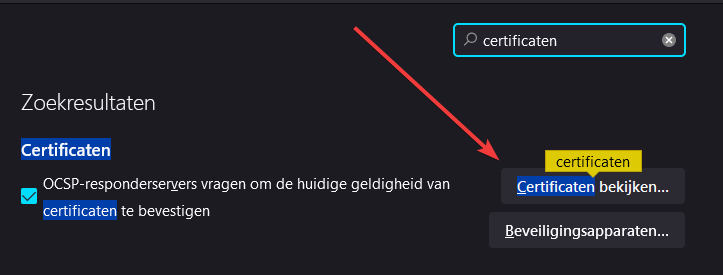 certificaten
Zoekresultaten
Certificaten
certificaten
OCSP-responderservers vragen om de huidige geldigheid van
certificaten te bevestigen
Certificaten bekijken...
Beveiligingsapparaten...